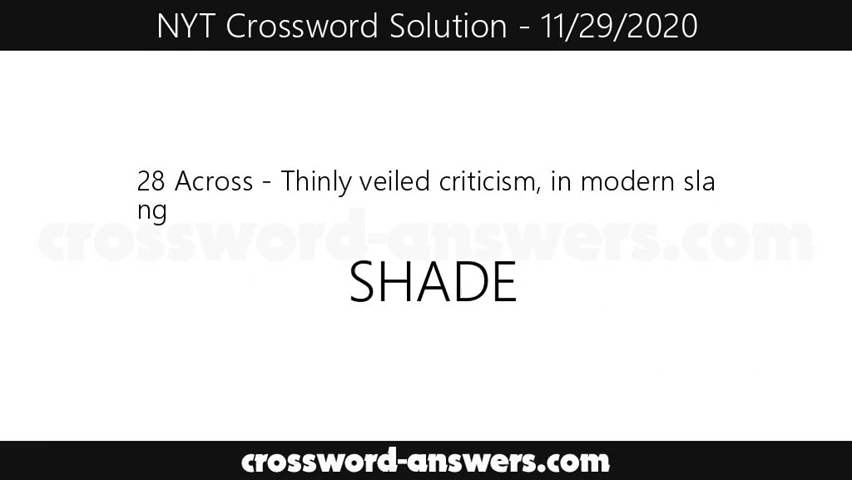 NYT Crossword Solution - 11/29/2020
28 Across - Thinly veiled criticism, in modern sla
ng
crossword-answers.com
SHADE
crossword-answers.com